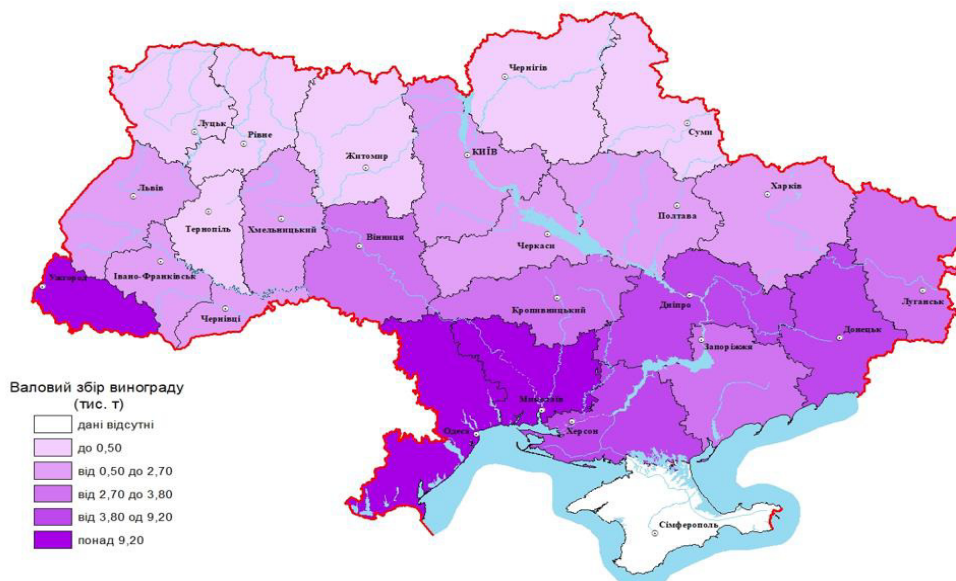 Чернігів
Луцьк
Рівне
Суми
Житомир
КИЇВ
Львів
Харків
Тернопіль
Хмельницький
Полтава
Вінниця
Черкаси
Івано-Франківськ
Ужгород
Луганськ
Чернівці
Дніпро
Кропивницький
Донецьк
Запоріжжя
Миколаїв
Одеса
Херсон
Сімферополь
Валовий збір винограду
(тис. т)
дані відсутні
до 0,50
від 0,50 до 2,70
від 2,70 до 3,80
від 3,80 од 9,20
понад 9,20